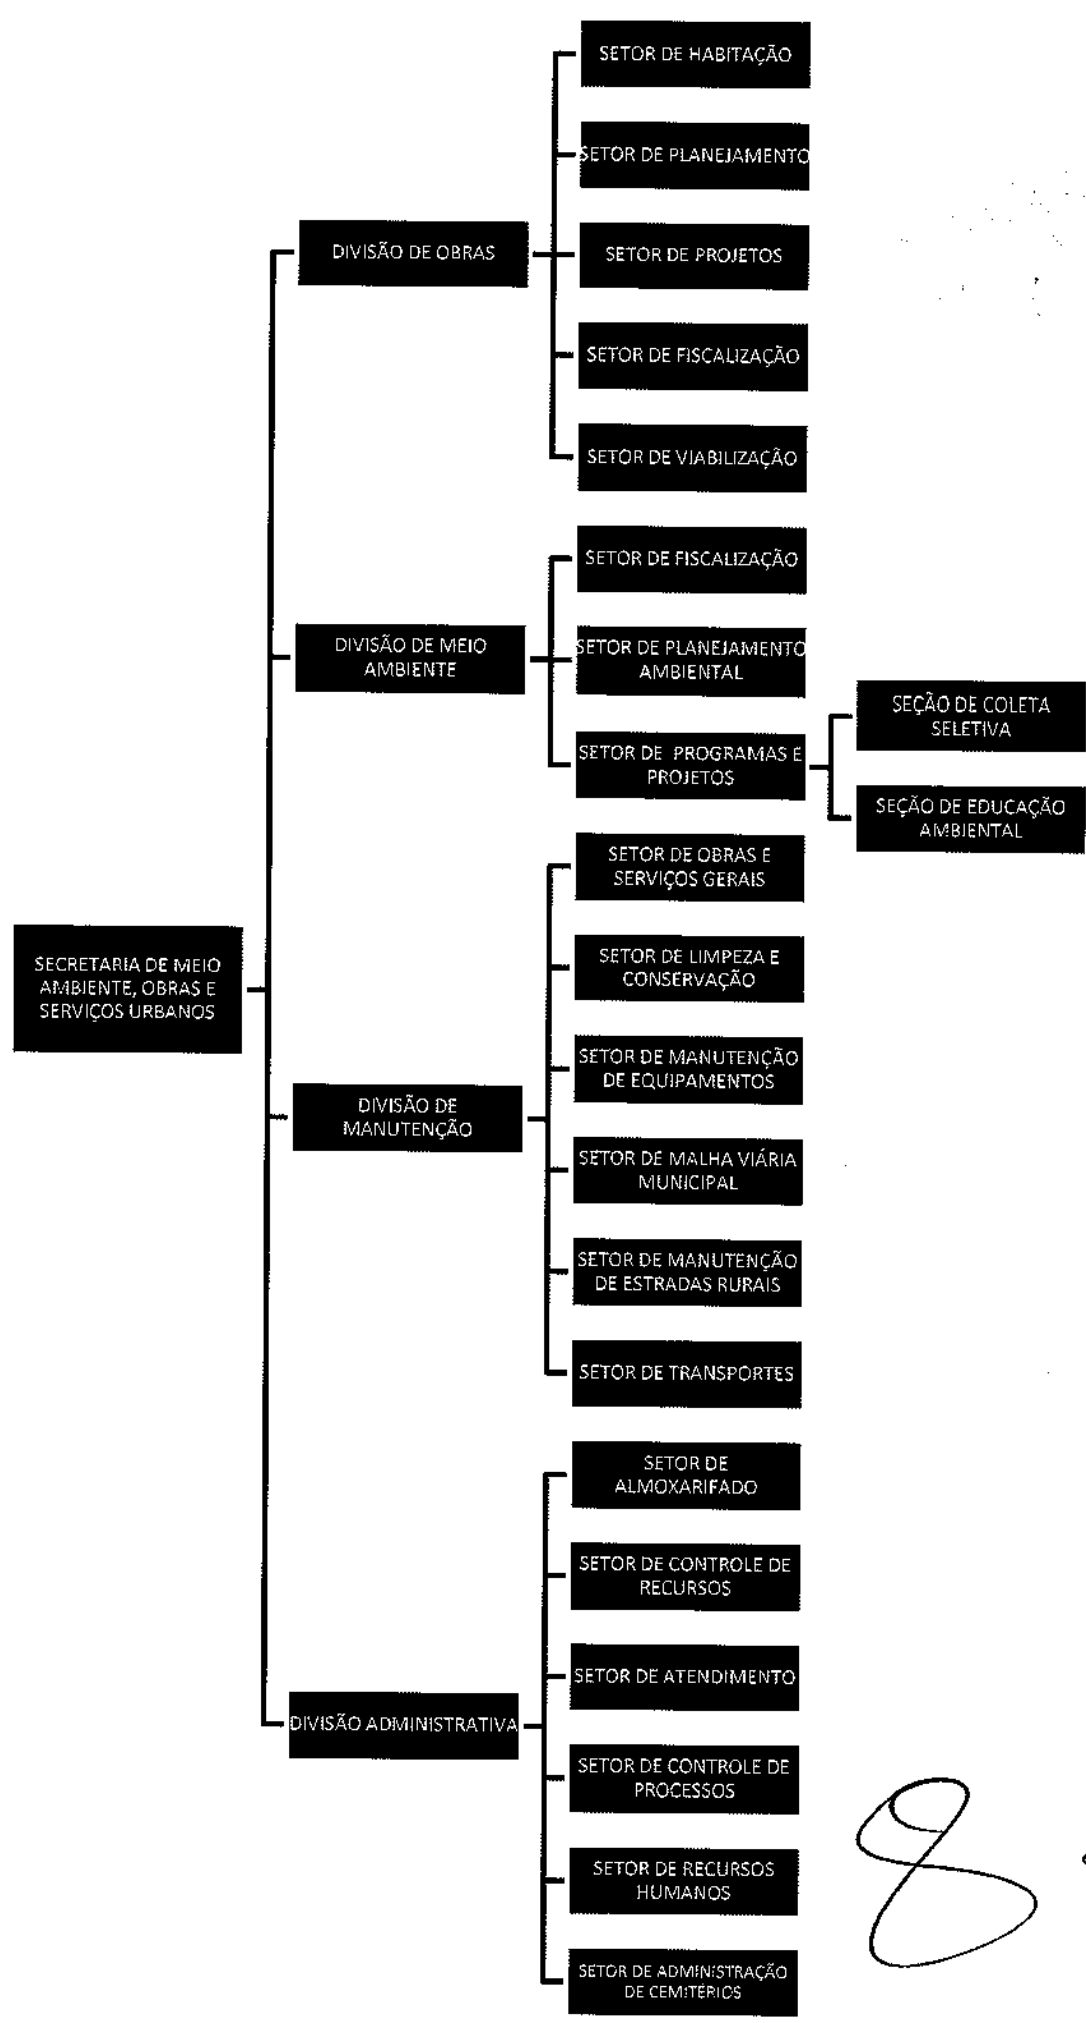 SETOR DE HABITAÇÃO
SETOR DE PLANEJAMENTO
DIVISÃO DE OBRAS
SETOR DE PROJETOS
SETOR DE FISCALIZAÇÃO
SETOR DE VIABILIZAÇÃO
SETOR DE FISCALIZAÇÃO
DIVISÃO DE MEIO
AMBIENTE
SETOR DE PLANEJAMENTO
AMBIENTAL
SETOR DE PROGRAMAS E
PROJETOS
SEÇÃO DE COLETA
SELETIVA
SEÇÃO DE EDUCAÇÃO
AMBIENTAL
SETOR DE OBRAS E
SERVIÇOS GERAIS
SETOR DE LIMPEZA E
CONSERVAÇÃO
SECRETARIA DE MEIO
AMBIENTE, OBRAS E
SERVIÇOS URBANOS
SETOR DE MANUTENÇÃO
DE EQUIPAMENTOS
DIVISÃO DE
MANUTENÇÃO
SETOR DE MALHA VIÁRIA
MUNICIPAL
SETOR DE MANUTENÇÃO
DE ESTRADAS RURAIS
SETOR DE TRANSPORTES
SETOR DE
ALMOXARIFADO
SETOR DE CONTROLE DE
RECURSOS
SETOR DE ATENDIMENTO
DIVISÃO ADMINISTRATIVA
SETOR DE CONTROLE DE
PROCESSOS
SETOR DE RECURSOS
HUMANOS
SETOR DE ADMINISTRAÇÃO
DE CEMITÉRIOS